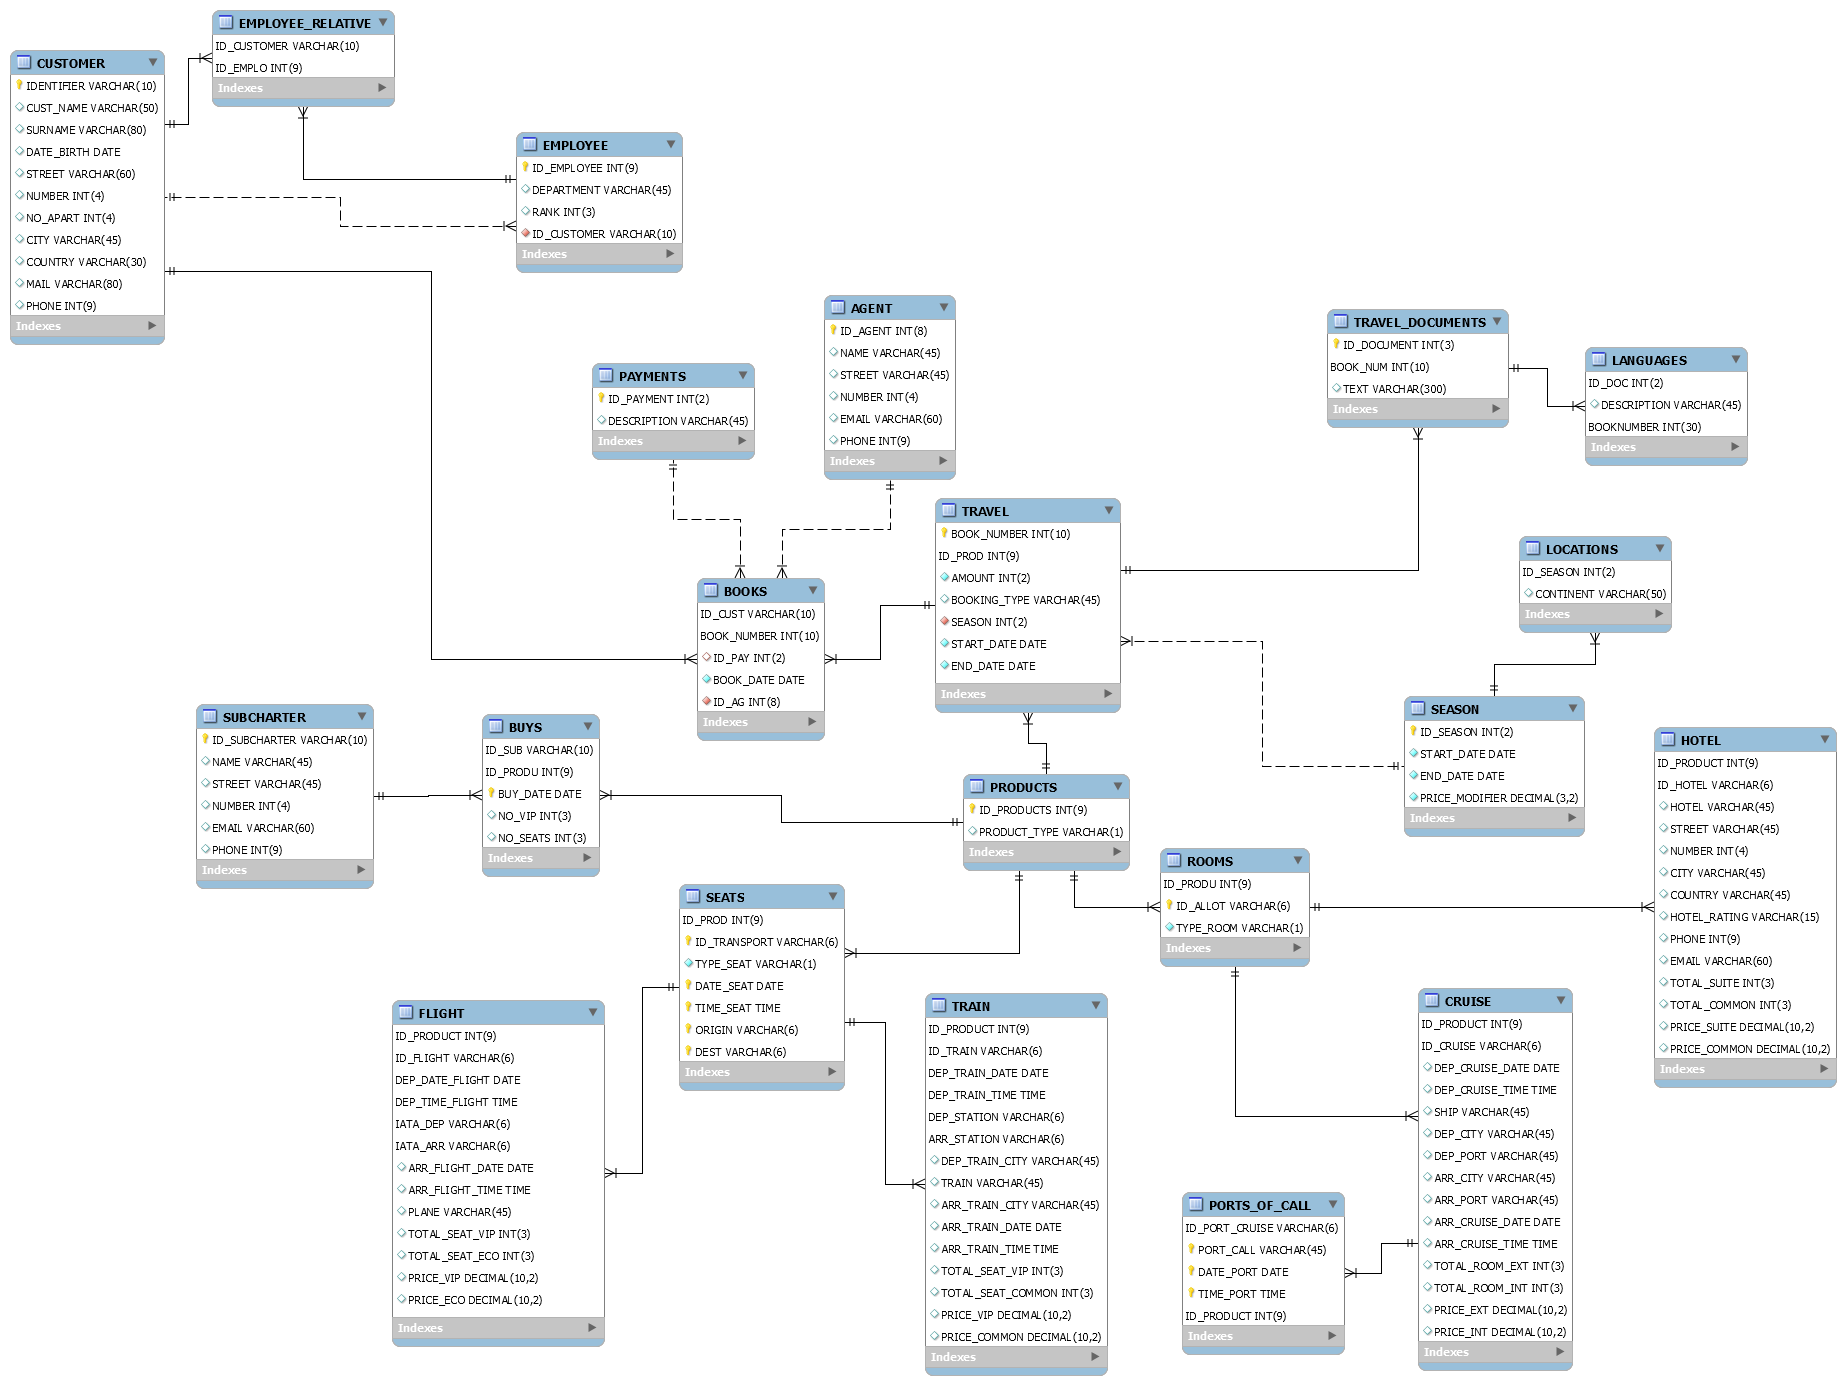 EMPLOYEE_RELATIVE
ID_CUSTOMER VARCHAR(10)
ID_EMPLO INT(9)
Indexes
CUSTOMER
IDENTIFIER VARCHAR(10)
CUST_NAME VARCHAR(50)
SURNAME VARCHAR(80)
DATE_BIRTH DATE
STREET VARCHAR(60)
NUMBER INT(4)
NO_APART INT(4)
CITY VARCHAR(45)
COUNTRY VARCHAR(30)
MAIL VARCHAR(80)
PHONE INT(9)
Indexes
EMPLOYEE
ID_EMPLOYEE INT(9)
DEPARTMENT VARCHAR(45)
RANK INT(3)
ID_CUSTOMER VARCHAR(10)
Indexes
AGENT
ID_AGENT INT(8)
NAME VARCHAR(45)
STREET VARCHAR(45)
NUMBER INT(4)
EMAIL VARCHAR(60)
PHONE INT(9)
Indexes
PAYMENTS
ID_PAYMENT INT(2)
DESCRIPTION VARCHAR(45)
Indexes
TRAVEL_DOCUMENTS
ID_DOCUMENT INT(3)
BOOK_NUM INT(10)
TEXT VARCHAR(300)
Indexes
LANGUAGES
ID_DOC INT(2)
DESCRIPTION VARCHAR(45)
BOOKNUMBER INT(30)
Indexes
TRAVEL
BOOK_NUMBER INT(10)
ID_PROD INT(9)
AMOUNT INT(2)
BOOKING_TYPE VARCHAR(45)
SEASON INT(2)
START_DATE DATE
END_DATE DATE
Indexes
LOCATIONS
ID_SEASON INT(2)
CONTINENT VARCHAR(50)
Indexes
BOOKS
ID_CUST VARCHAR(10)
BOOK_NUMBER INT(10)
ID_PAY INT(2)
BOOK_DATE DATE
ID_AG INT(8)
Indexes
SEASON
ID_SEASON INT(2)
START_DATE DATE
END_DATE DATE
PRICE_MODIFIER DECIMAL(3,2)
Indexes
SUBCHARTER
ID_SUBCHARTER VARCHAR(10)
NAME VARCHAR(45)
STREET VARCHAR(45)
NUMBER INT(4)
EMAIL VARCHAR(60)
PHONE INT(9)
Indexes
BUYS
ID_SUB VARCHAR(10)
ID_PRODU INT(9)
BUY_DATE DATE
NO_VIP INT(3)
NO_SEATS INT(3)
Indexes
PRODUCTS
ID_PRODUCTS INT(9)
PRODUCT_TYPE VARCHAR(1)
Indexes
HOTEL
ID_PRODUCT INT(9)
ID_HOTEL VARCHAR(6)
HOTEL VARCHAR(45)
STREET VARCHAR(45)
NUMBER INT(4)
CITY VARCHAR(45)
COUNTRY VARCHAR(45)
HOTEL_RATING VARCHAR(15)
PHONE INT(9)
EMAIL VARCHAR(60)
TOTAL_SUITE INT(3)
TOTAL_COMMON INT(3)
PRICE_SUITE DECIMAL(10,2)
PRICE_COMMON DECIMAL(10,2)
Indexes
ROOMS
ID_PRODU INT(9)
ID_ALLOT VARCHAR(6)
TYPE_ROOM VARCHAR(1)
Indexes
SEATS
ID_PROD INT(9)
ID_TRANSPORT VARCHAR(6)
TYPE_SEAT VARCHAR(1)
DATE_SEAT DATE
TIME_SEAT TIME
ORIGIN VARCHAR(6)
DEST VARCHAR(6)
Indexes
FLIGHT
ID_PRODUCT INT(9)
ID_FLIGHT VARCHAR(6)
DEP_DATE_FLIGHT DATE
DEP_TIME_FLIGHT TIME
IATA_DEP VARCHAR(6)
IATA_ARR VARCHAR(6)
ARR_FLIGHT_DATE DATE
ARR_FLIGHT_TIME TIME
PLANE VARCHAR(45)
TOTAL_SEAT_VIP INT(3)
TOTAL_SEAT_ECO INT(3)
PRICE_VIP DECIMAL(10,2)
PRICE_ECO DECIMAL(10,2)
Indexes
TRAIN
ID_PRODUCT INT(9)
ID_TRAIN VARCHAR(6)
DEP_TRAIN_DATE DATE
DEP_TRAIN_TIME TIME
DEP_STATION VARCHAR(6)
ARR_STATION VARCHAR(6)
DEP_TRAIN_CITY VARCHAR(45)
TRAIN VARCHAR(45)
ARR_TRAIN_CITY VARCHAR(45)
ARR_TRAIN_DATE DATE
ARR_TRAIN_TIME TIME
TOTAL_SEAT_VIP INT(3)
TOTAL_SEAT_COMMON INT(3)
PRICE_VIP DECIMAL(10,2)
PRICE_COMMON DECIMAL(10,2)
Indexes
CRUISE
ID_PRODUCT INT(9)
ID_CRUISE VARCHAR(6)
DEP_CRUISE_DATE DATE
DEP_CRUISE_TIME TIME
SHIP VARCHAR(45)
DEP_CITY VARCHAR(45)
DEP_PORT VARCHAR(45)
ARR_CITY VARCHAR(45)
ARR_PORT VARCHAR(45)
ARR_CRUISE_DATE DATE
ARR_CRUISE_TIME TIME
TOTAL_ROOM_EXT INT(3)
TOTAL_ROOM_INT INT(3)
PRICE_EXT DECIMAL(10,2)
PRICE_INT DECIMAL(10,2)
Indexes
PORTS_OF_CALL
ID_PORT_CRUISE VARCHAR(6)
PORT_CALL VARCHAR(45)
DATE_PORT DATE
TIME_PORT TIME
ID_PRODUCT INT(9)
Indexes